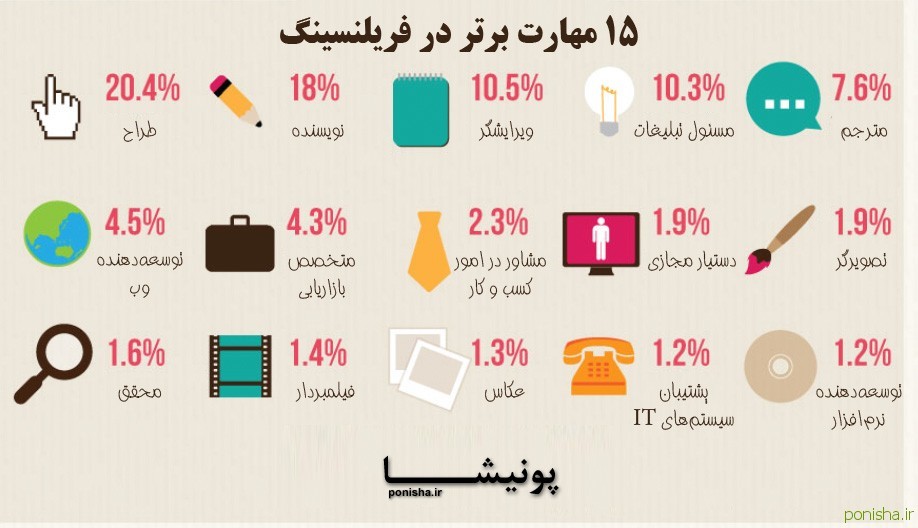 ۱۵ مهارت برتر در فریلنسینگ
20.4%
طراح
18%
نویسنده
10.5%
ویرایشگر
10.3%
مسئول تبلیغات
7.6%
مترجم
4.5%
توسعه‌دهنده
وب
4.3%
متخصص
بازاریابی
2.3%
مشاور در امور
کسب و کار
1.9%
دستیار مجازی
1.9%
تصویرگر
1.6%
محقق
1.4%
فیلمبردار
1.3%
عکاس
1.2%
پشتیبان
سیستم‌های IT
1.2%
توسعه‌دهنده
نرم‌افزار
پونیشا
ponisha.ir
ponisha.ir